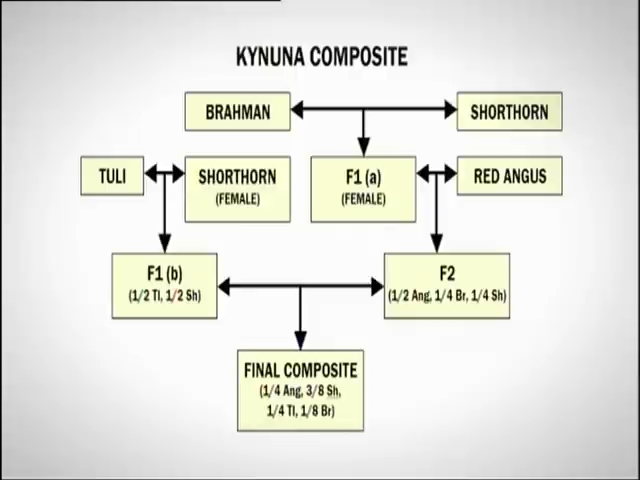 KYNUNA COMPOSITE
BRAHMAN
SHORTHORN
TULI
SHORTHORN
(FEMALE)
F1 (a)
(FEMALE)
RED ANGUS
F1 (b)
(1/2 Tl, 1/2 Sh)
F2
(1/2 Ang, 1/4 Br, 1/4 Sh)
FINAL COMPOSITE
(1/4 Ang, 3/8 Sh,
1/4 Tl, 1/8 Br)